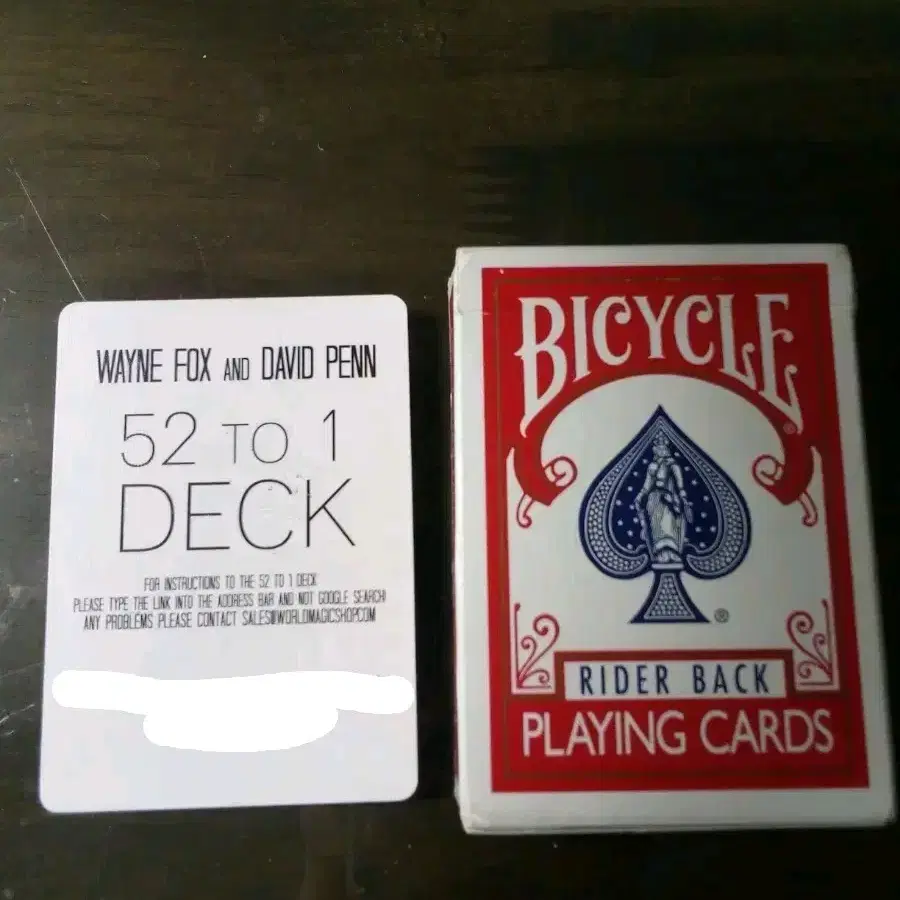 WAYNE FOX AND DAVID PENN
52 TO 1
DECK
FOR INSTRUCTIONS TO THE 52 TO 1 DECK
PLEASE TYPE THE LINK INTO THE ADDRESS BAR AND NOT GOOGLE SEARCH!
ANY PROBLEMS PLEASE CONTACT SALES@WORLDMAGICSHOP.COM
BICYCLE®
®
RIDER BACK
PLAYING CARDS